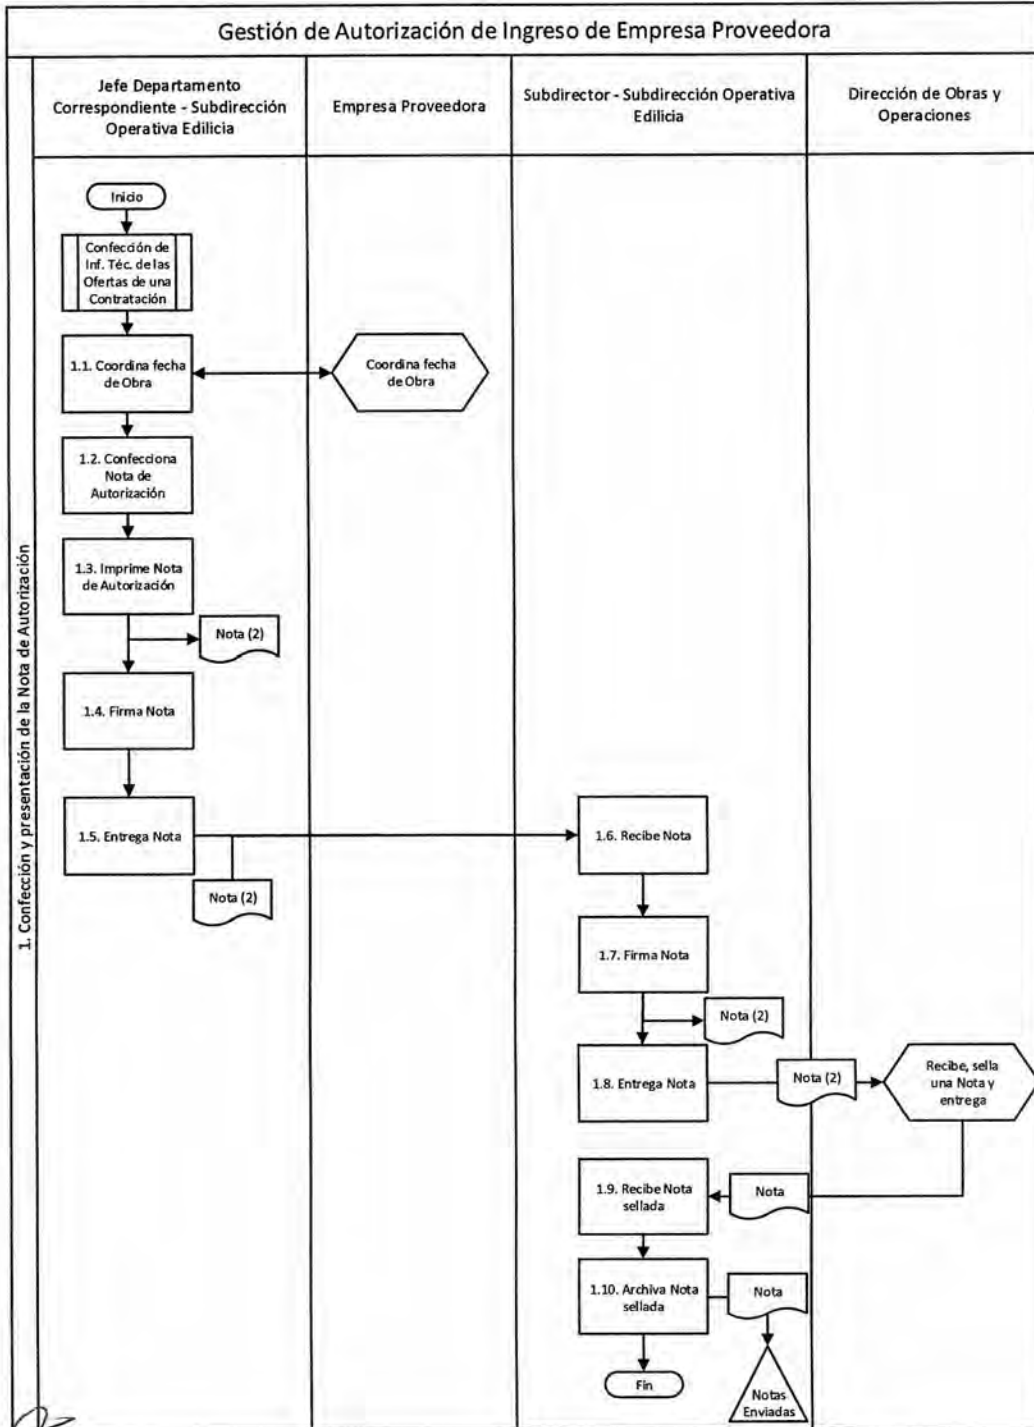 Gestión de Autorización de Ingreso de Empresa Proveedora
Jefe Departamento
Correspondiente - Subdirección
Operativa Edilicia
Empresa Proveedora
Subdirector - Subdirección Operativa
Edilicia
Dirección de Obras y
Operaciones
1. Confección y presentación de la Nota de Autorización
Inicio
Confección de
Inf. Téc. de las
Ofertas de una
Contratación
1.1. Coordina fecha
de Obra
Coordina fecha
de Obra
1.2. Confecciona
Nota de
Autorización
1.3. Imprime Nota
de Autorización
Nota (2)
1.4. Firma Nota
1.5. Entrega Nota
Nota (2)
1.6. Recibe Nota
1.7. Firma Nota
Nota (2)
1.8. Entrega Nota
Nota (2)
Recibe, sella
una Nota y
entrega
1.9. Recibe Nota
sellada
Nota
1.10. Archiva Nota
sellada
Nota
Fin
Notas
Enviadas